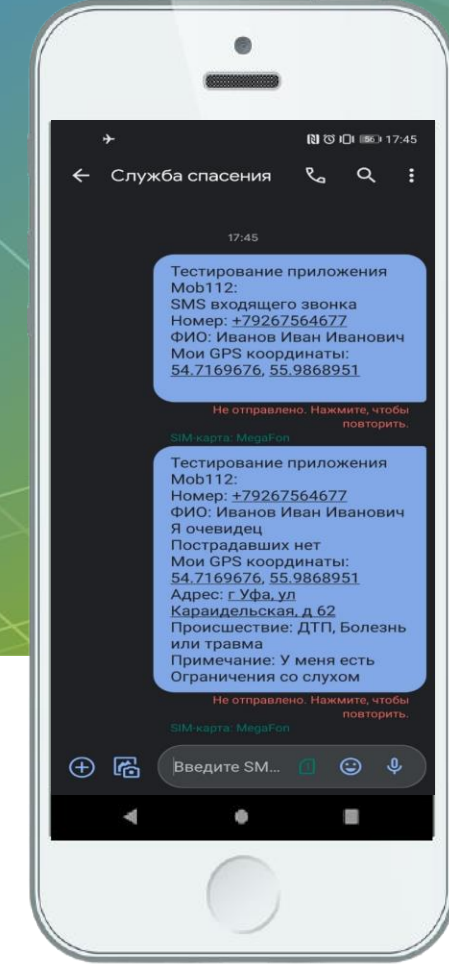 56
17:45
Служба спасения
17:45
Тестирование приложения
Mob112:
SMS входящего звонка
Номер: +79267564677
ФИО: Иванов Иван Иванович
Мои GPS координаты:
54.7169676, 55.9868951
Не отправлено. Нажмите, чтобы
повторить.
SIM-карта: MegaFon
Тестирование приложения
Mob112:
Номер: +79267564677
ФИО: Иванов Иван Иванович
Я очевидец
Пострадавших нет
Мои GPS координаты:
54.7169676, 55.9868951
Адрес: г Уфа, ул
Караидельская, д 62
Происшествие: ДТП, Болезнь
или травма
Примечание: У меня есть
Ограничения со слухом
Не отправлено. Нажмите, чтобы
повторить.
SIM-карта: MegaFon
Введите SM...